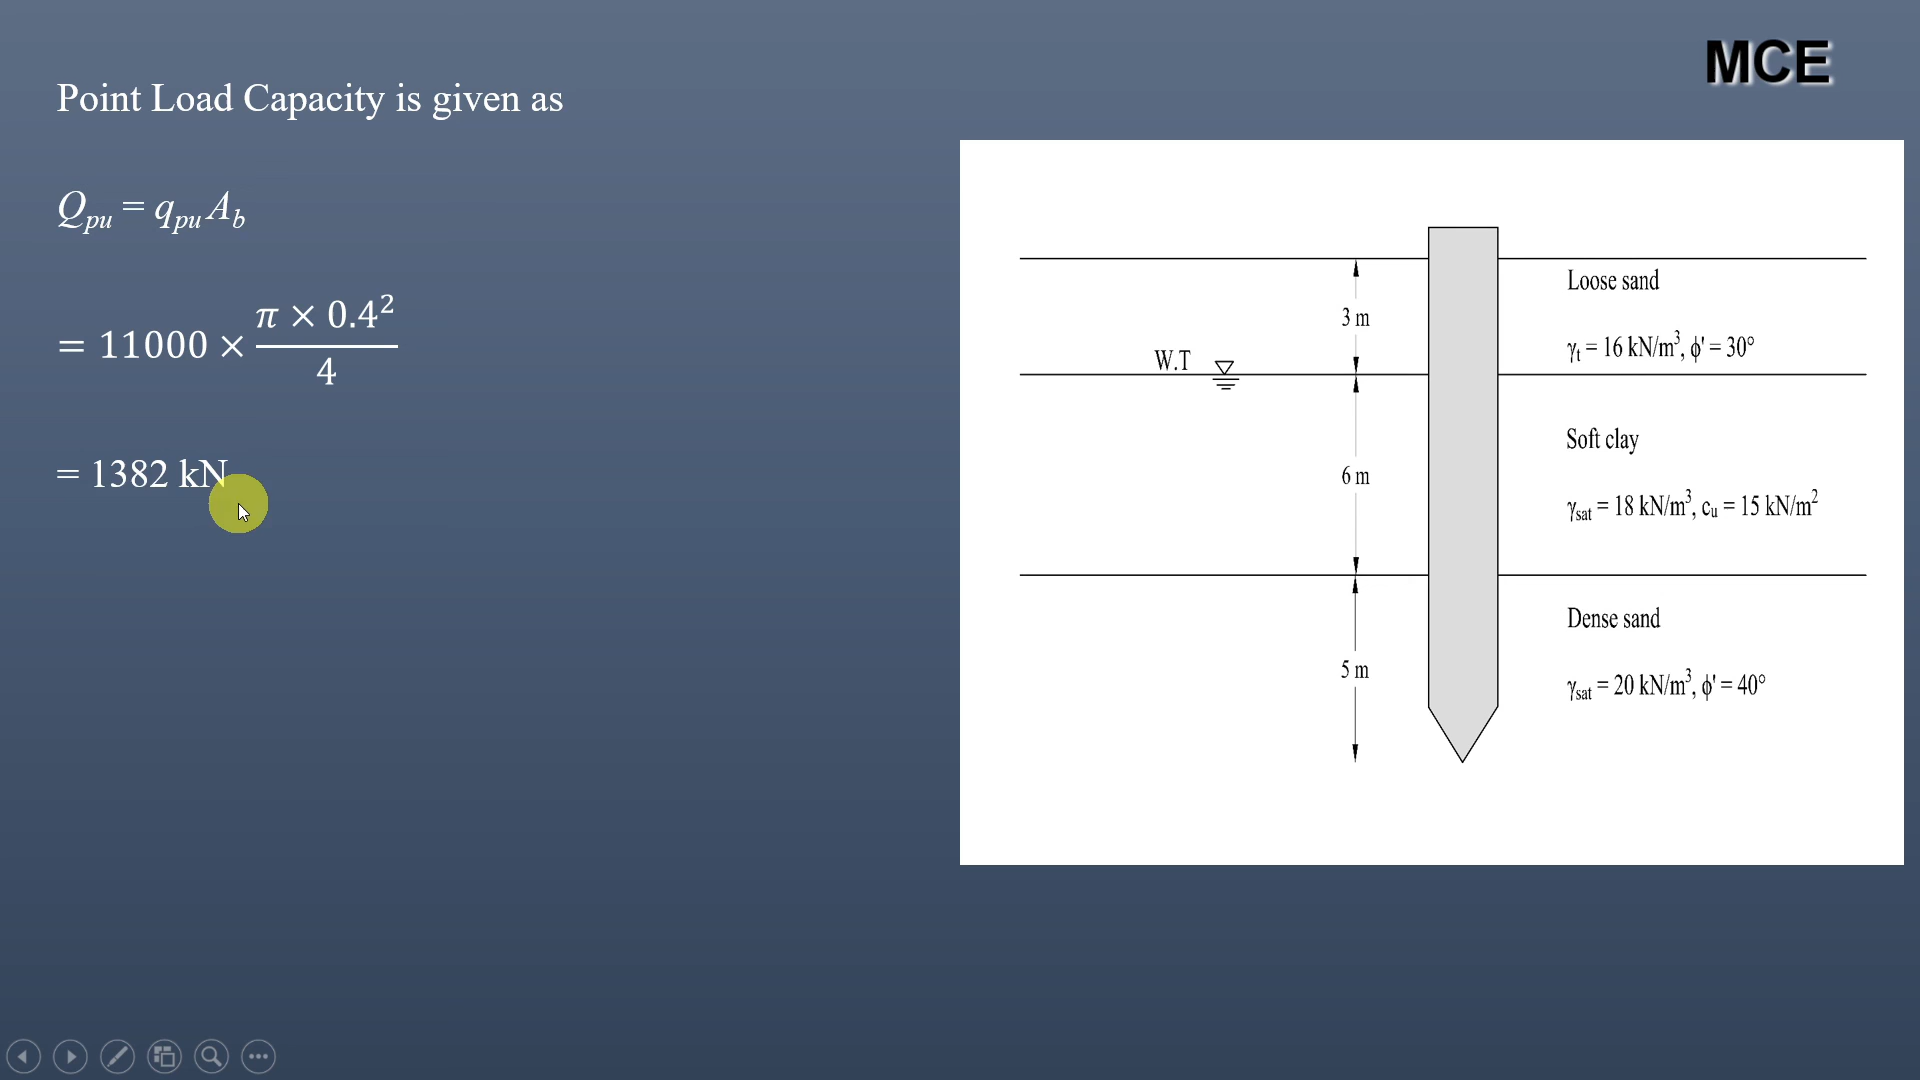 MCE
Point Load Capacity is given as
Q_pu = q_pu A_b
= 11000 × (π × 0.4²)/4
= 1382 kN
Loose sand
3 m
γ_t = 16 kN/m³, ϕ' = 30°
W.T
Soft clay
6 m
γ_sat = 18 kN/m³, c_u = 15 kN/m²
Dense sand
5 m
γ_sat = 20 kN/m³, ϕ' = 40°